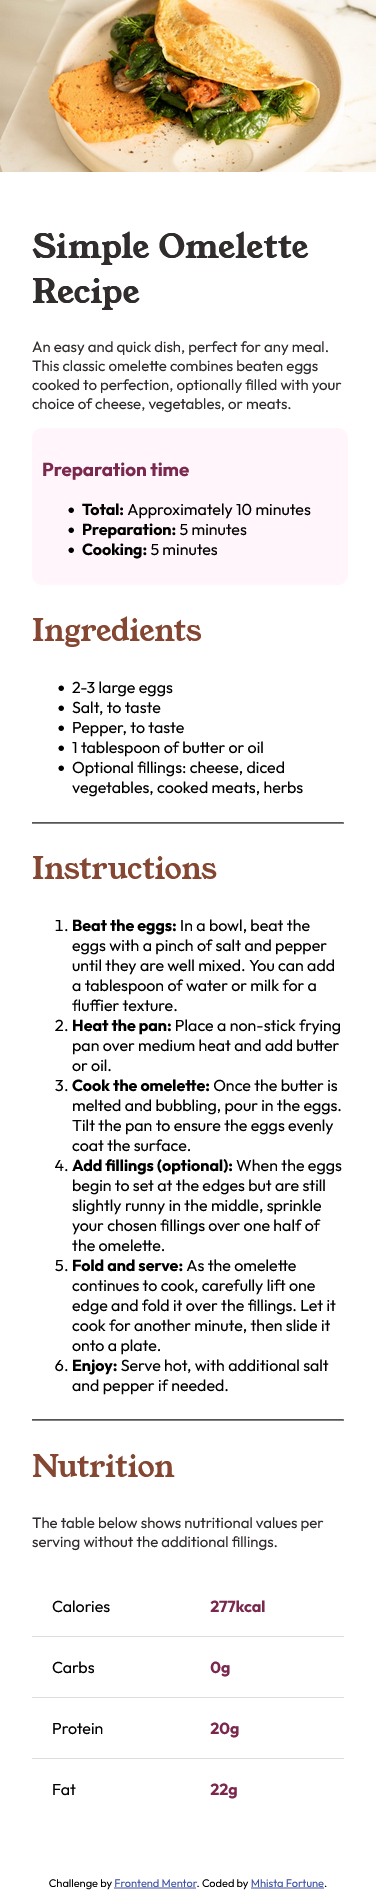 Simple Omelette
Recipe
An easy and quick dish, perfect for any meal.
This classic omelette combines beaten eggs
cooked to perfection, optionally filled with your
choice of cheese, vegetables, or meats.
Preparation time
• Total: Approximately 10 minutes
• Preparation: 5 minutes
• Cooking: 5 minutes
Ingredients
• 2-3 large eggs
• Salt, to taste
• Pepper, to taste
• 1 tablespoon of butter or oil
• Optional fillings: cheese, diced
vegetables, cooked meats, herbs
Instructions
1. Beat the eggs: In a bowl, beat the
eggs with a pinch of salt and pepper
until they are well mixed. You can add
a tablespoon of water or milk for a
fluffier texture.
2. Heat the pan: Place a non-stick frying
pan over medium heat and add butter
or oil.
3. Cook the omelette: Once the butter is
melted and bubbling, pour in the eggs.
Tilt the pan to ensure the eggs evenly
coat the surface.
4. Add fillings (optional): When the eggs
begin to set at the edges but are still
slightly runny in the middle, sprinkle
your chosen fillings over one half of
the omelette.
5. Fold and serve: As the omelette
continues to cook, carefully lift one
edge and fold it over the fillings. Let it
cook for another minute, then slide it
onto a plate.
6. Enjoy: Serve hot, with additional salt
and pepper if needed.
Nutrition
The table below shows nutritional values per
serving without the additional fillings.
Calories 277kcal
Carbs 0g
Protein 20g
Fat 22g
Challenge by Frontend Mentor. Coded by Mhista Fortune.